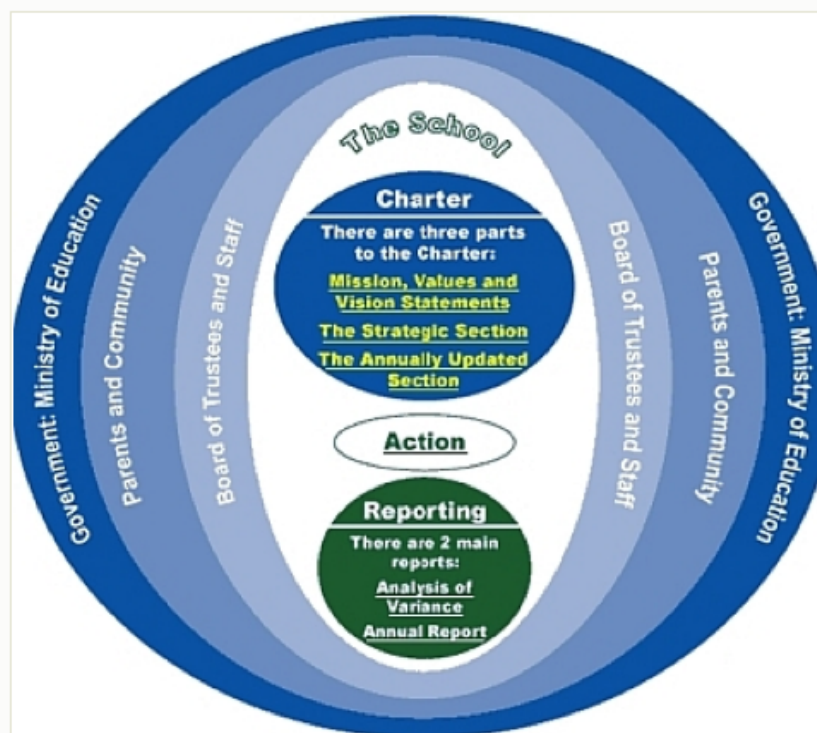 The School
Charter
There are three parts
to the Charter:
Mission, Values and
Vision Statements
The Strategic Section
The Annually Updated
Section
Action
Reporting
There are 2 main
reports:
Analysis of
Variance
Annual Report
Government: Ministry of Education
Parents and Community
Board of Trustees and Staff
Board of Trustees and Staff
Parents and Community
Government: Ministry of Education